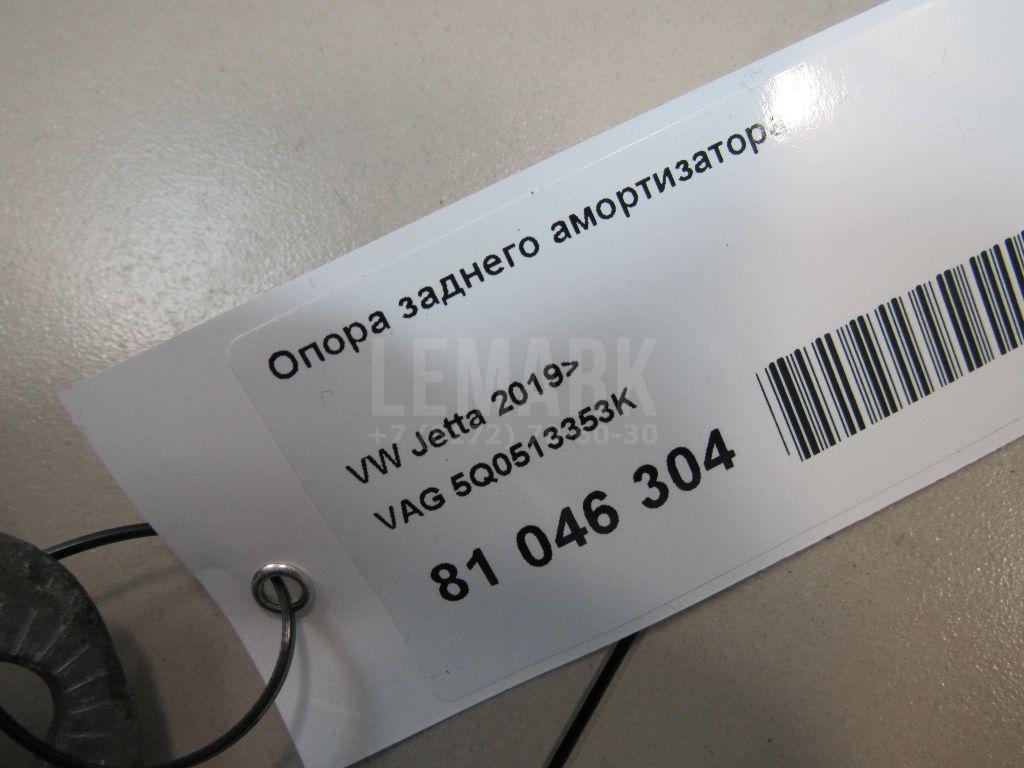 Опора заднего амортизатора
LEMARK
VW Jetta 2019>
VAG 5Q0513353K
81 046 304